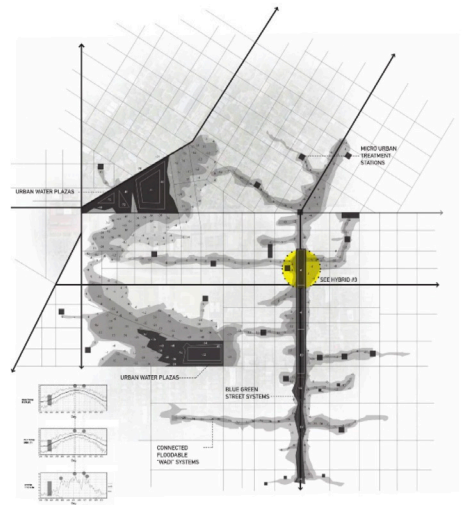 MICRO URBAN
TREATMENT
STATIONS
URBAN WATER PLAZAS
SEE HYBRID #3
URBAN WATER PLAZAS
BLUE GREEN
STREET SYSTEMS
CONNECTED
FLOODABLE
"WADI" SYSTEMS